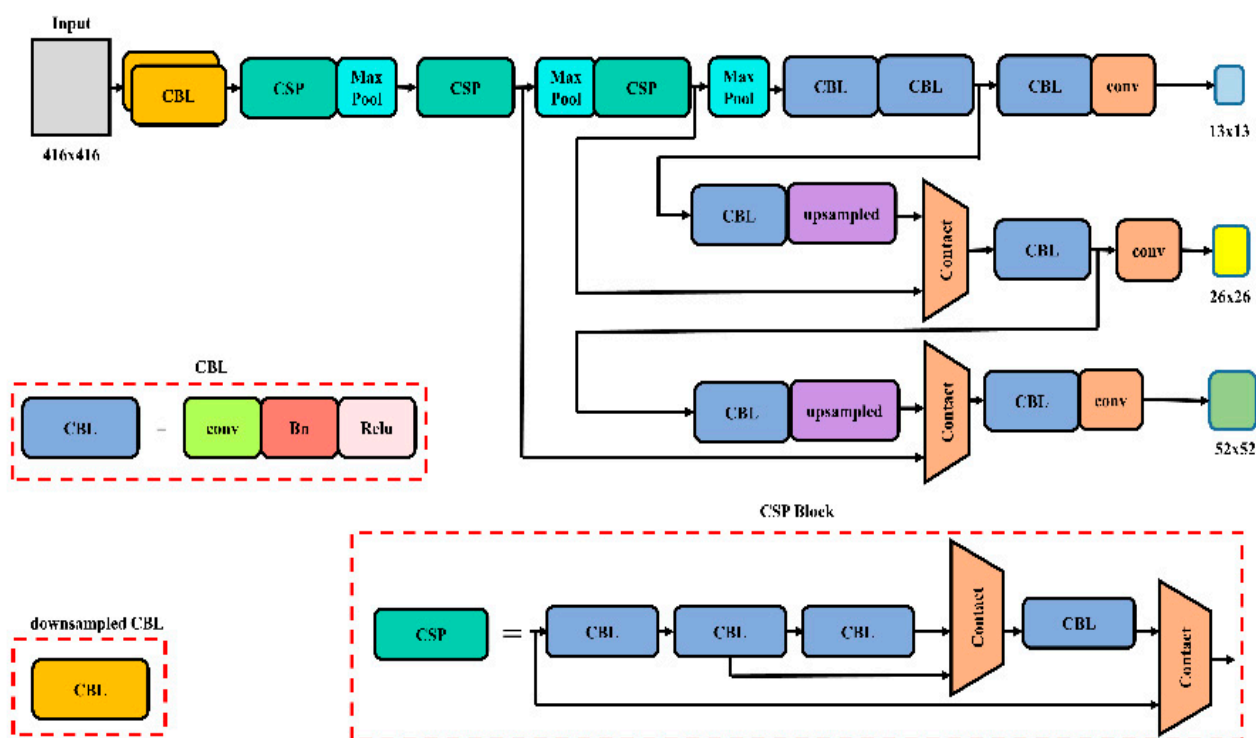 Input
CBL
CSP
Max
Pool
CSP
Max
Pool
CSP
Max
Pool
CBL
CBL
CBL
conv
416x416
13x13
CBL
upsampled
Contact
CBL
conv
26x26
CBL
CBL
=
conv
Bn
Relu
CBL
upsampled
Contact
CBL
conv
52x52
CSP Block
downsampled CBL
CBL
CSP
=
CBL
CBL
CBL
Contact
CBL
Contact